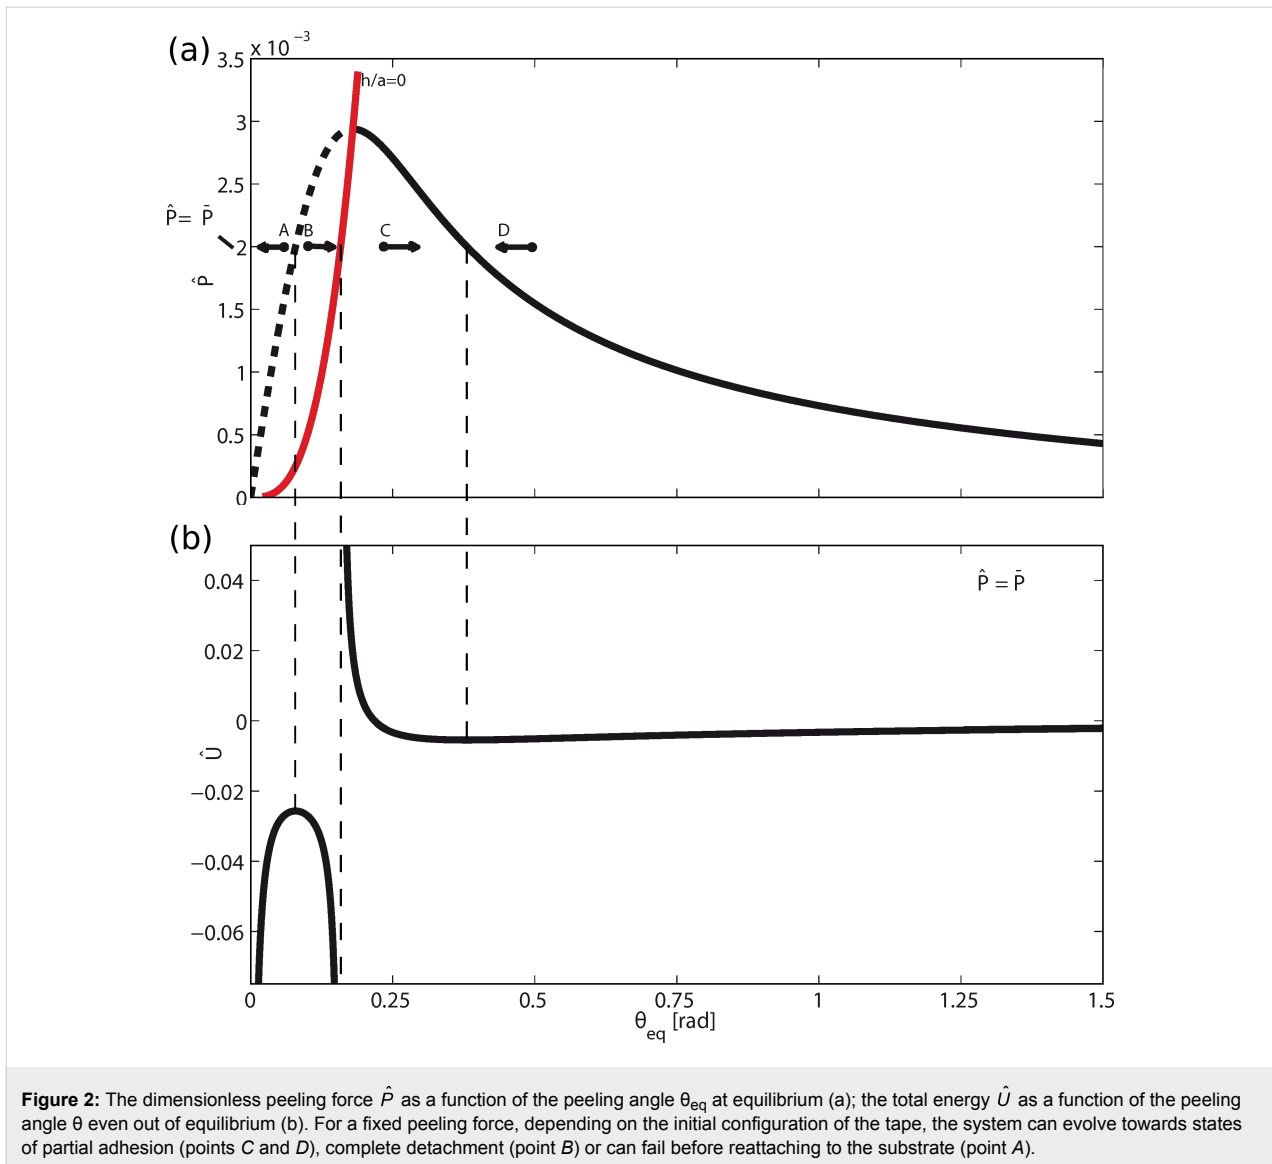 (a)
x 10 −3
3.5
h/a=0
3
2.5
P̂= P̄
A B C D
2
P̂
1.5
1
0.5
0
(b)
0.04
P̂ = P̄
0.02
0
Û
−0.02
−0.04
−0.06
0 0.25 0.5 0.75 1 1.25 1.5
θeq [rad]
Figure 2: The dimensionless peeling force P̂ as a function of the peeling angle θeq at equilibrium (a); the total energy Û as a function of the peeling
angle θ even out of equilibrium (b). For a fixed peeling force, depending on the initial configuration of the tape, the system can evolve towards states
of partial adhesion (points C and D), complete detachment (point B) or can fail before reattaching to the substrate (point A).